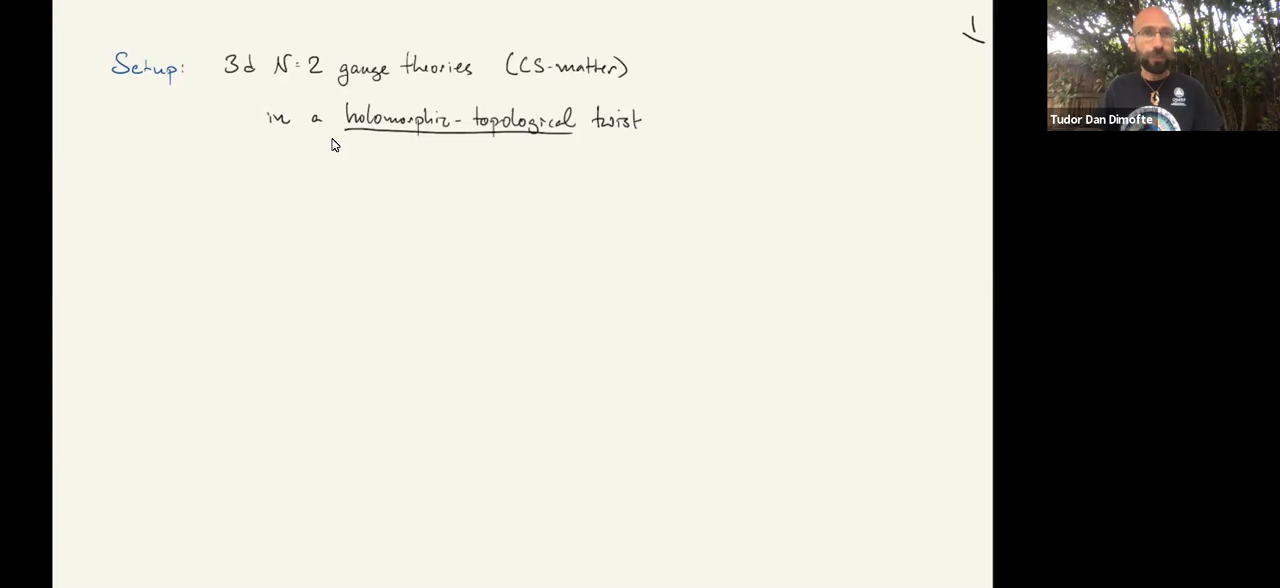 1
Setup: 3d N=2 gauge theories (CS-matter)
in a holomorphic-topological twist
Tudor Dan Dimofte